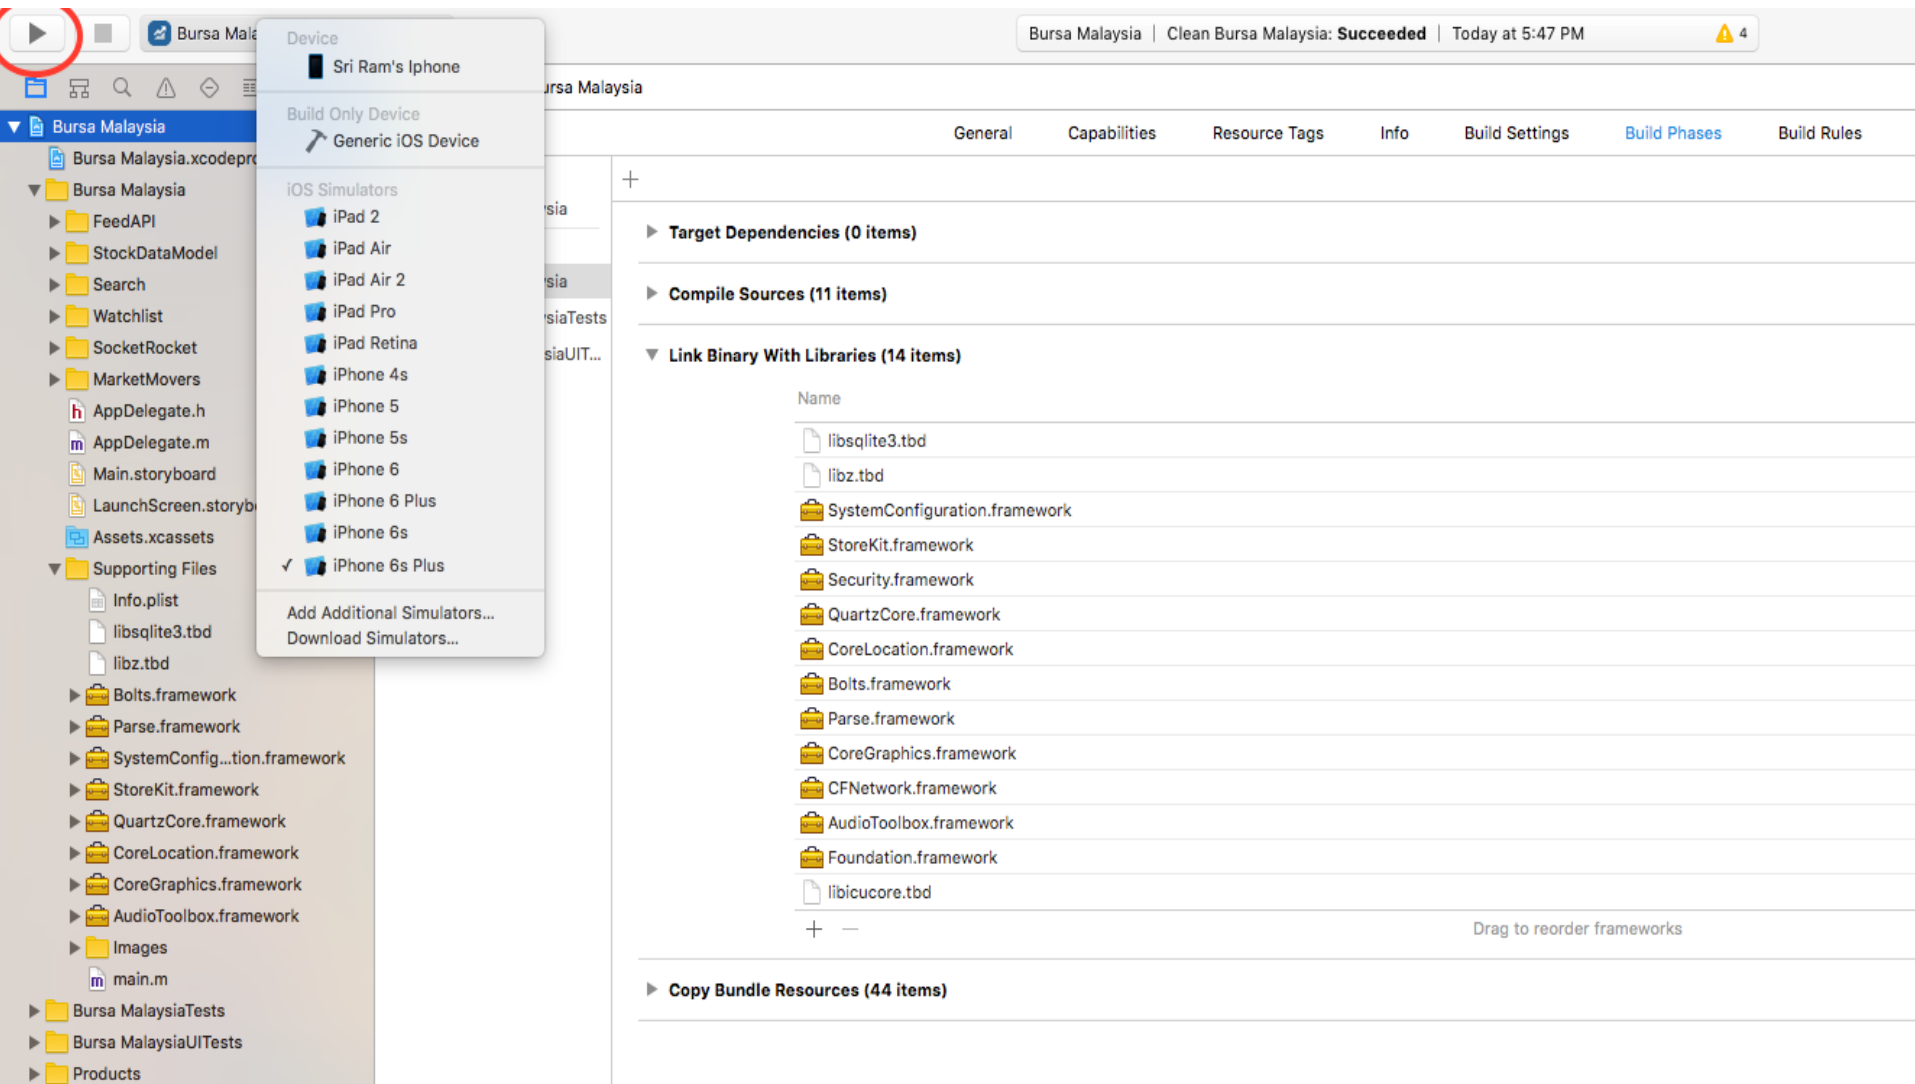 Bursa Mala
Bursa Malaysia | Clean Bursa Malaysia: Succeeded | Today at 5:47 PM
4
Device
Sri Ram's Iphone
Build Only Device
Generic iOS Device
iOS Simulators
iPad 2
iPad Air
iPad Air 2
iPad Pro
iPad Retina
iPhone 4s
iPhone 5
iPhone 5s
iPhone 6
iPhone 6 Plus
iPhone 6s
✓ iPhone 6s Plus
Add Additional Simulators...
Download Simulators...
Bursa Malaysia
Bursa Malaysia.xcodepro
Bursa Malaysia
FeedAPI
StockDataModel
Search
Watchlist
SocketRocket
MarketMovers
h AppDelegate.h
m AppDelegate.m
Main.storyboard
LaunchScreen.storyb
Assets.xcassets
Supporting Files
Info.plist
libsqlite3.tbd
libz.tbd
Bolts.framework
Parse.framework
SystemConfig...tion.framework
StoreKit.framework
QuartzCore.framework
CoreLocation.framework
CoreGraphics.framework
AudioToolbox.framework
Images
m main.m
Bursa MalaysiaTests
Bursa MalaysiaUITests
Products
ursa Malaysia
sia
sia
siaTests
siaUIT...
General Capabilities Resource Tags Info Build Settings Build Phases Build Rules
+
Target Dependencies (0 items)
Compile Sources (11 items)
Link Binary With Libraries (14 items)
Name
libsqlite3.tbd
libz.tbd
SystemConfiguration.framework
StoreKit.framework
Security.framework
QuartzCore.framework
CoreLocation.framework
Bolts.framework
Parse.framework
CoreGraphics.framework
CFNetwork.framework
AudioToolbox.framework
Foundation.framework
libicucore.tbd
+ −
Drag to reorder frameworks
Copy Bundle Resources (44 items)